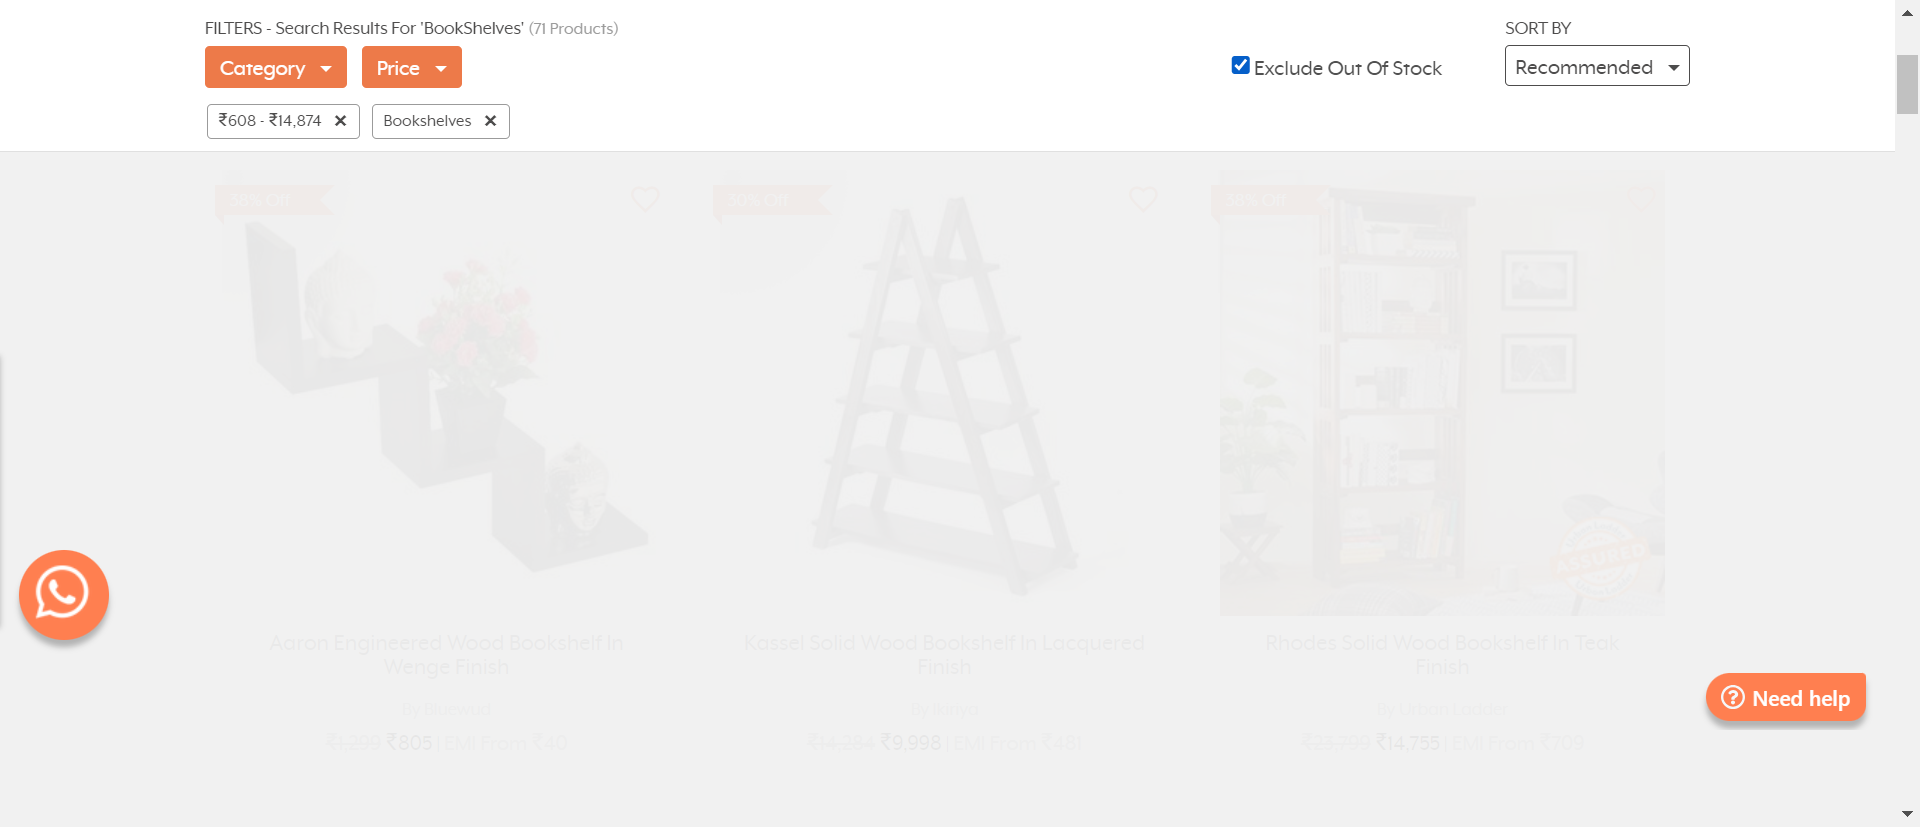 FILTERS - Search Results For 'BookShelves' (71 Products)
SORT BY
Category
Price
Exclude Out Of Stock
Recommended
₹608 - ₹14,874
Bookshelves
38% Off
30% Off
38% Off
ASSURED
Aaron Engineered Wood Bookshelf In
Wenge Finish
Kassel Solid Wood Bookshelf In Lacquered
Finish
Rhodes Solid Wood Bookshelf In Teak
Finish
By Bluewud
By Ikiriya
By Urban Ladder
₹1,299 ₹805 | EMI From ₹40
₹14,284 ₹9,998 | EMI From ₹481
₹23,799 ₹14,755 | EMI From ₹709
Need help